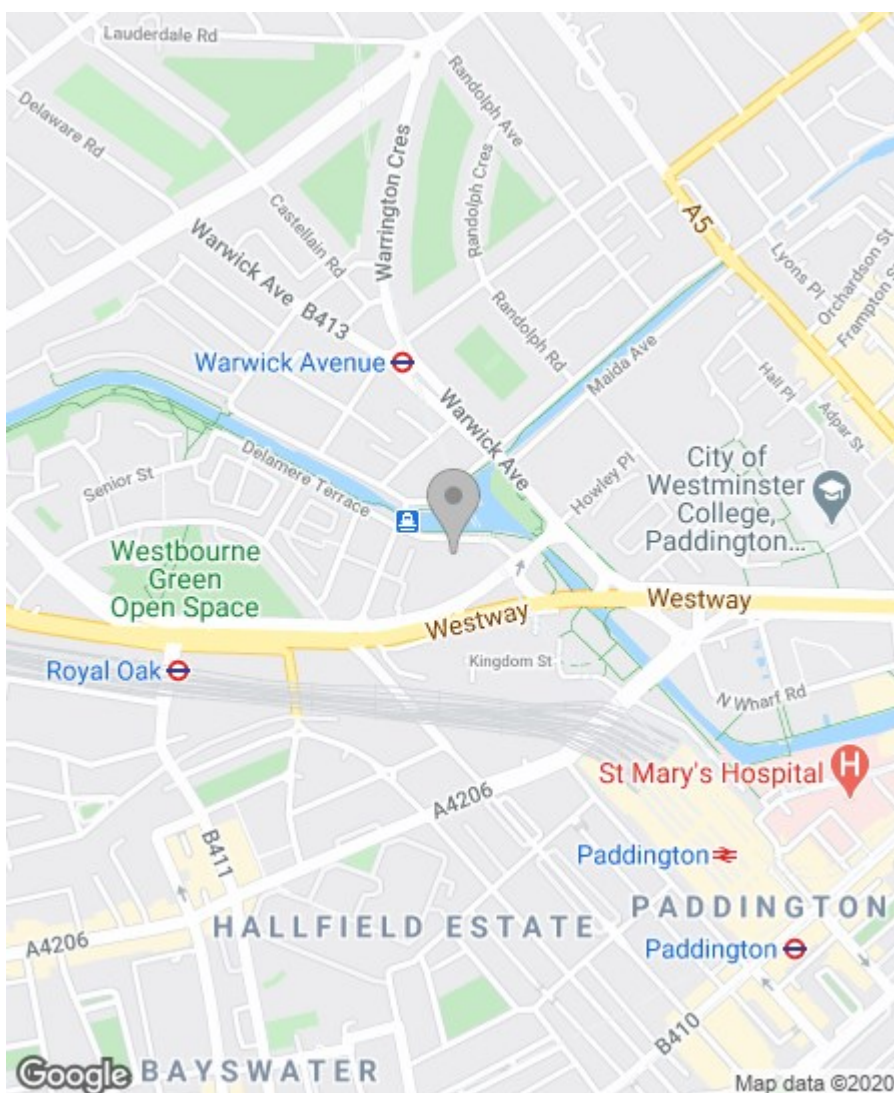 Lauderdale Rd
Randolph Ave
Delaware Rd
Warrington Cres
Randolph Cres
Castellain Rd
A5
Lyons Pl
Orchardson St
Frampton S
Warwick Ave B413
Randolph Rd
Warwick Avenue
Maida Ave
Hall Pl
Adpar St
Warwick Ave
Senior St
Delamere Terrace
Howley Pl
City of
Westminster
College,
Paddington...
Westbourne
Green
Open Space
Westway
Westway
Royal Oak
Kingdom St
N Wharf Rd
St Mary's Hospital
H
A4206
B411
Paddington
HALLFIELD ESTATE
PADDINGTON
A4206
Paddington
B410
Google
BAYSWATER
Map data ©2020